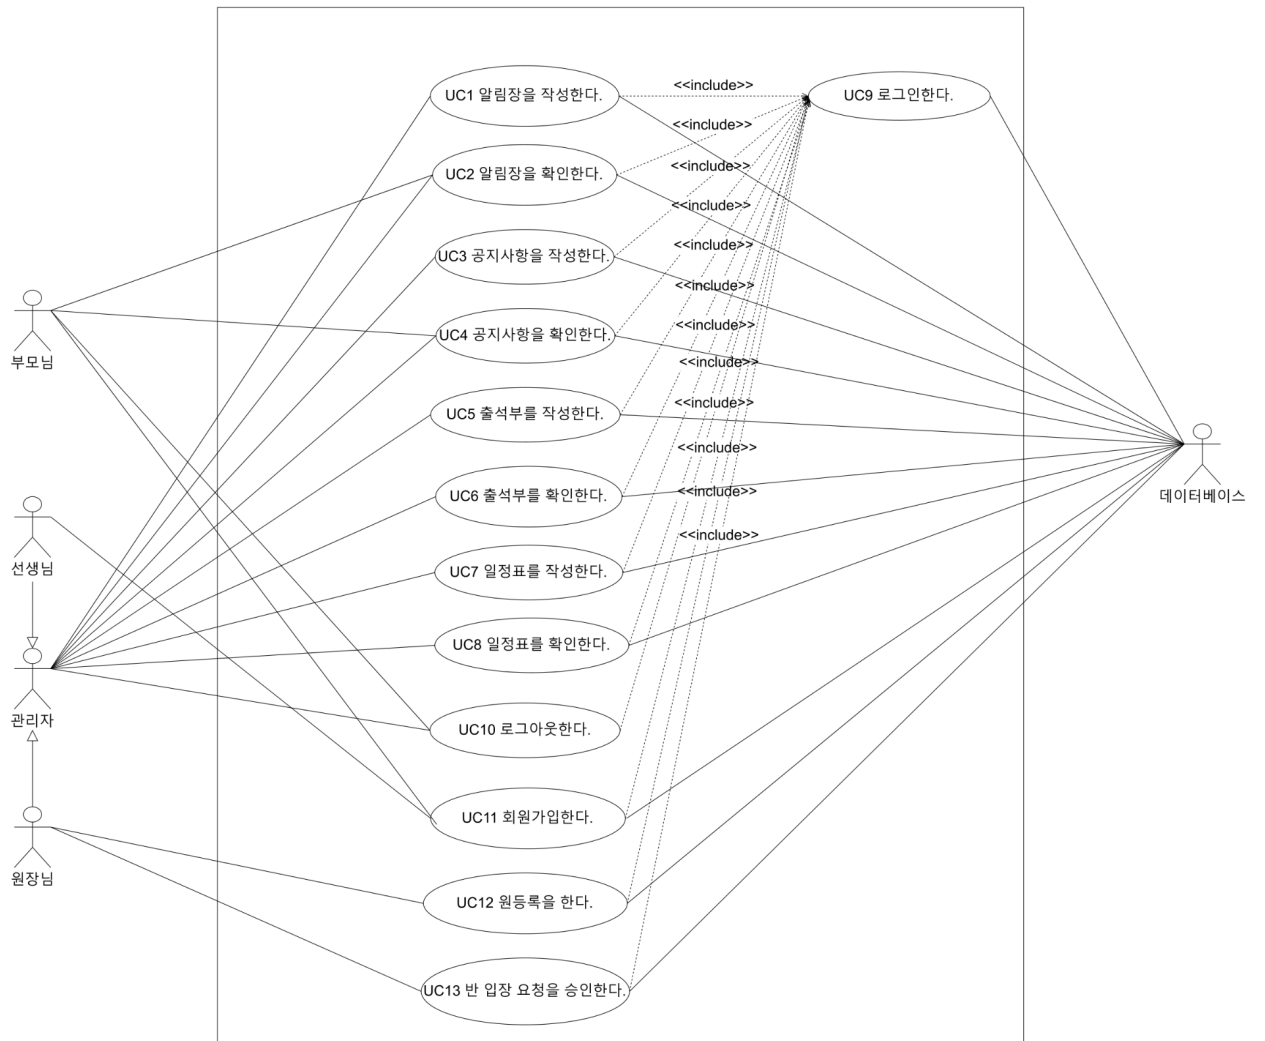 UC1 알림장을 작성한다.
<<include>>
UC9 로그인한다.
<<include>>
UC2 알림장을 확인한다.
<<include>>
<<include>>
UC3 공지사항을 작성한다.
<<include>>
<<include>>
부모님
UC4 공지사항을 확인한다.
<<include>>
<<include>>
UC5 출석부를 작성한다.
<<include>>
<<include>>
데이터베이스
UC6 출석부를 확인한다.
<<include>>
<<include>>
선생님
UC7 일정표를 작성한다.
UC8 일정표를 확인한다.
관리자
UC10 로그아웃한다.
UC11 회원가입한다.
원장님
UC12 원등록을 한다.
UC13 반 입장 요청을 승인한다.